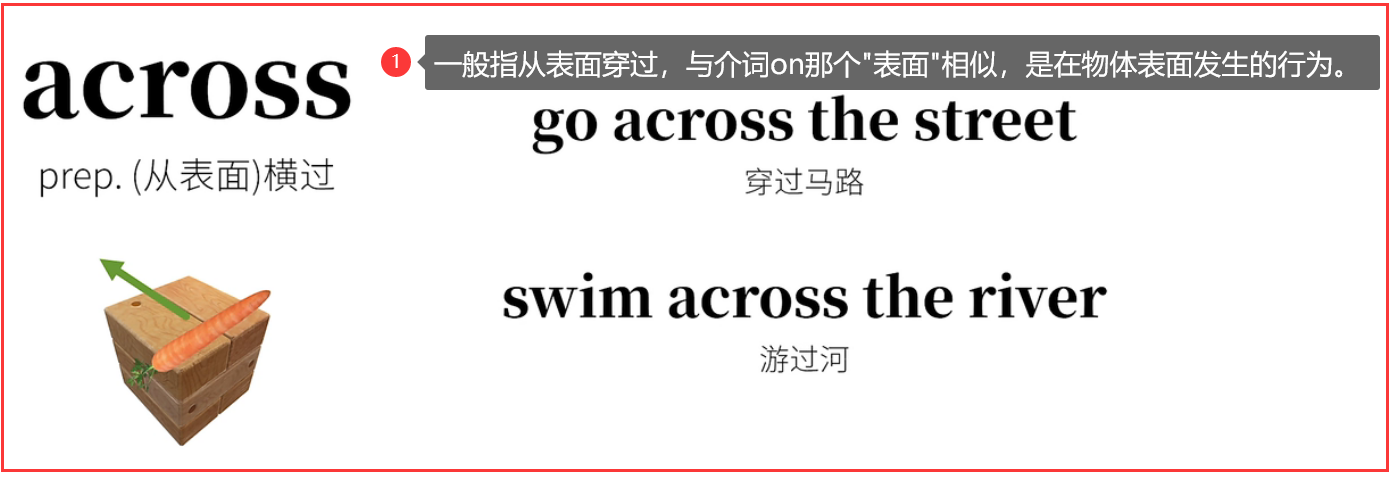 across
prep. (从表面)横过
1
一般指从表面穿过，与介词on那个"表面"相似，是在物体表面发生的行为。
go across the street
穿过马路
swim across the river
游过河